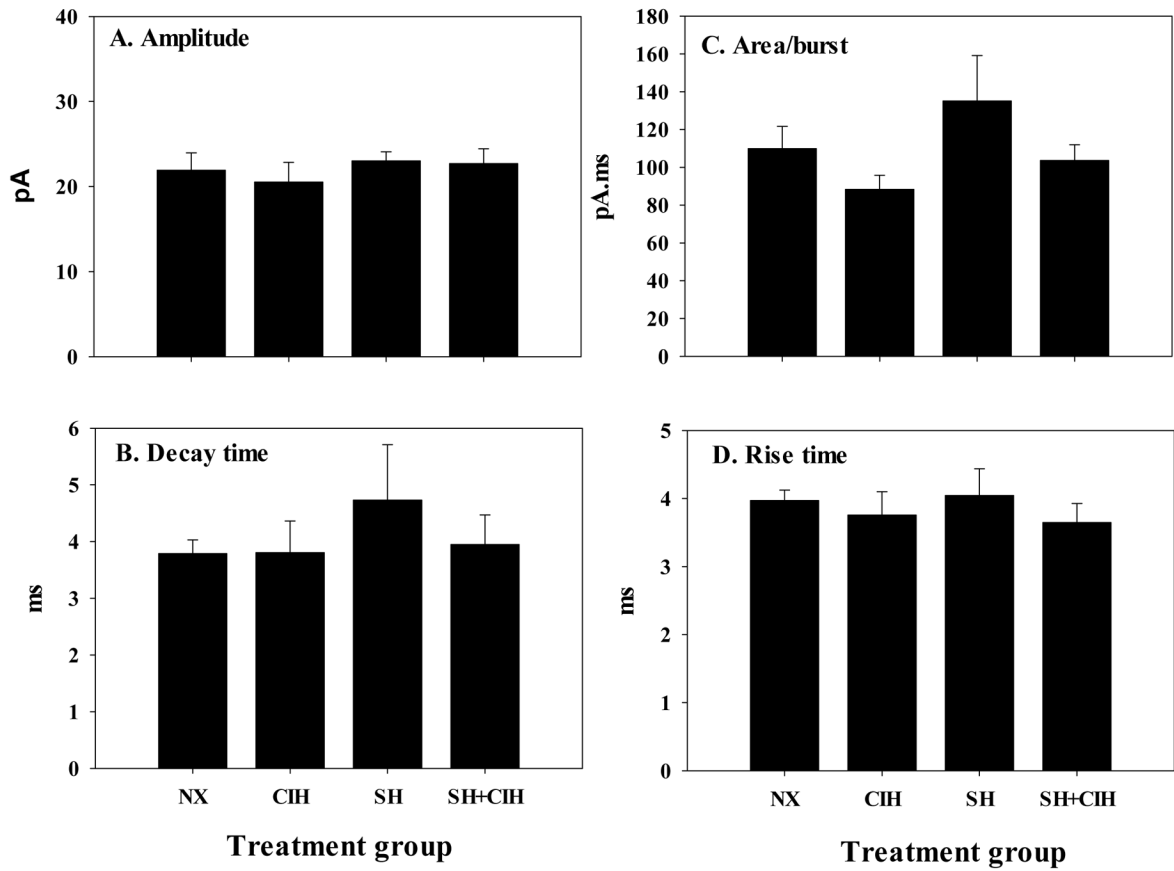 A. Amplitude
40
30
20
10
0
pA
C. Area/burst
180
160
140
120
100
80
60
40
20
0
pA.ms
B. Decay time
6
5
4
3
2
1
0
ms
NX CIH SH SH+CIH
Treatment group
D. Rise time
5
4
3
2
1
0
ms
NX CIH SH SH+CIH
Treatment group